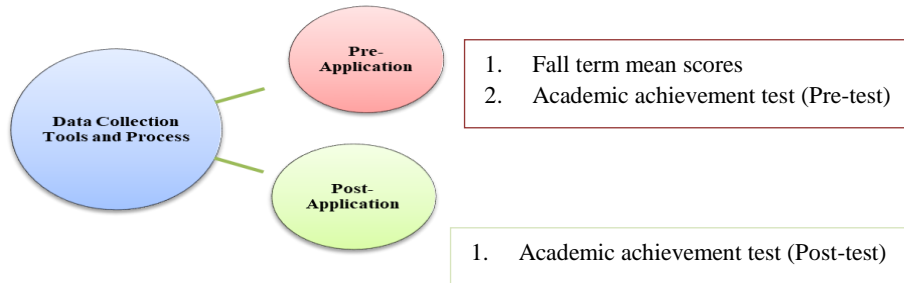 Data Collection
Tools and Process
Pre-
Application
1. Fall term mean scores
2. Academic achievement test (Pre-test)
Post-
Application
1. Academic achievement test (Post-test)